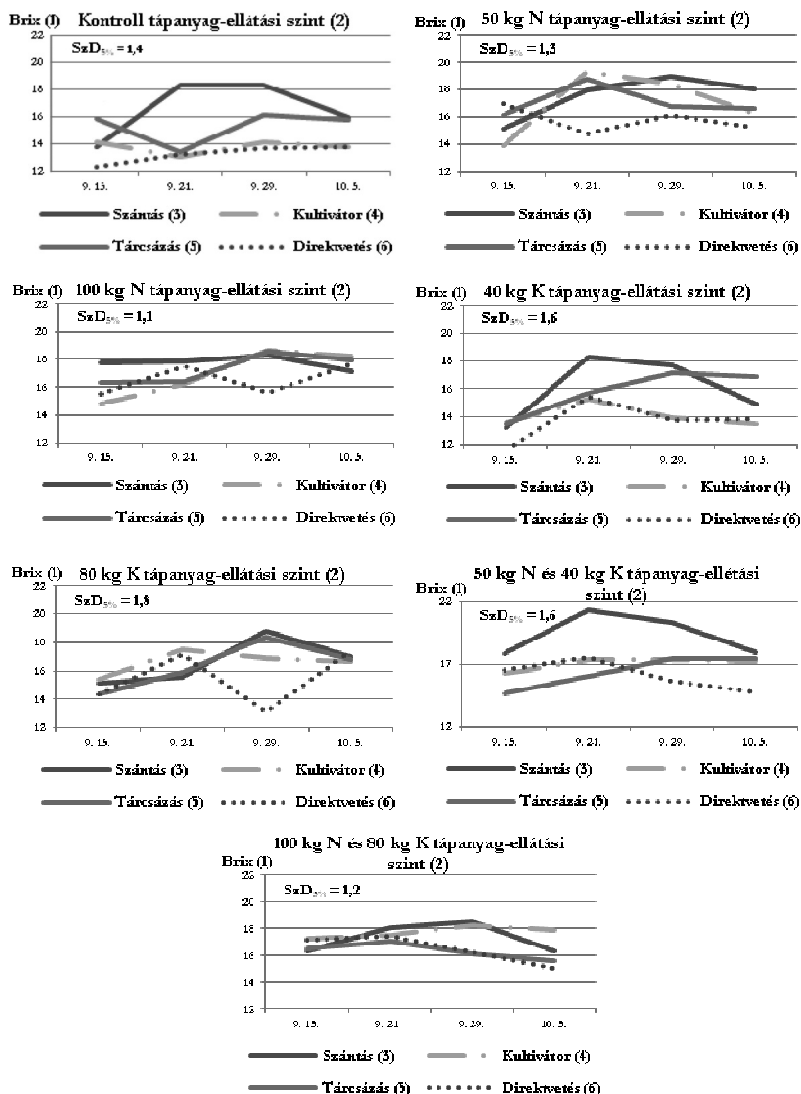 Brix (1) Kontroll tápanyag-ellátási szint (2)
SzD5% = 1,4
22
20
18
16
14
12
9. 15. 9. 21. 9. 29. 10. 5.
Szántás (3) Kultivátor (4)
Tárcsázás (5) Direktvetés (6)
Brix (1) 50 kg N tápanyag-ellátási szint (2)
SzD5% = 1,3
22
20
18
16
14
12
9. 15. 9. 21. 9. 29. 10. 5.
Szántás (3) Kultivátor (4)
Tárcsázás (5) Direktvetés (6)
Brix (1) 100 kg N tápanyag-ellátási szint (2)
SzD5% = 1,1
22
20
18
16
14
12
9. 15. 9. 21. 9. 29. 10. 5.
Szántás (3) Kultivátor (4)
Tárcsázás (5) Direktvetés (6)
Brix (1) 40 kg K tápanyag-ellátási szint (2)
SzD5% = 1,6
22
20
18
16
14
12
9. 15. 9. 21. 9. 29. 10. 5.
Szántás (3) Kultivátor (4)
Tárcsázás (5) Direktvetés (6)
Brix (1) 80 kg K tápanyag-ellátási szint (2)
SzD5% = 1,8
22
20
18
16
14
12
9. 15. 9. 21. 9. 29. 10. 5.
Szántás (3) Kultivátor (4)
Tárcsázás (5) Direktvetés (6)
50 kg N és 40 kg K tápanyag-ellétási
Brix (1) szint (2)
SzD5% = 1,6
22
17
12
9. 15. 9. 21. 9. 29. 10. 5.
Szántás (3) Kultivátor (4)
Tárcsázás (5) Direktvetés (6)
100 kg N és 80 kg K tápanyag-ellátási
Brix (1) szint (2)
SzD5% = 1,2
22
20
18
16
14
12
9. 15. 9. 21 9. 29. 10. 5.
Szántás (3) Kultivátor (4)
Tárcsázás (5) Direktvetés (6)